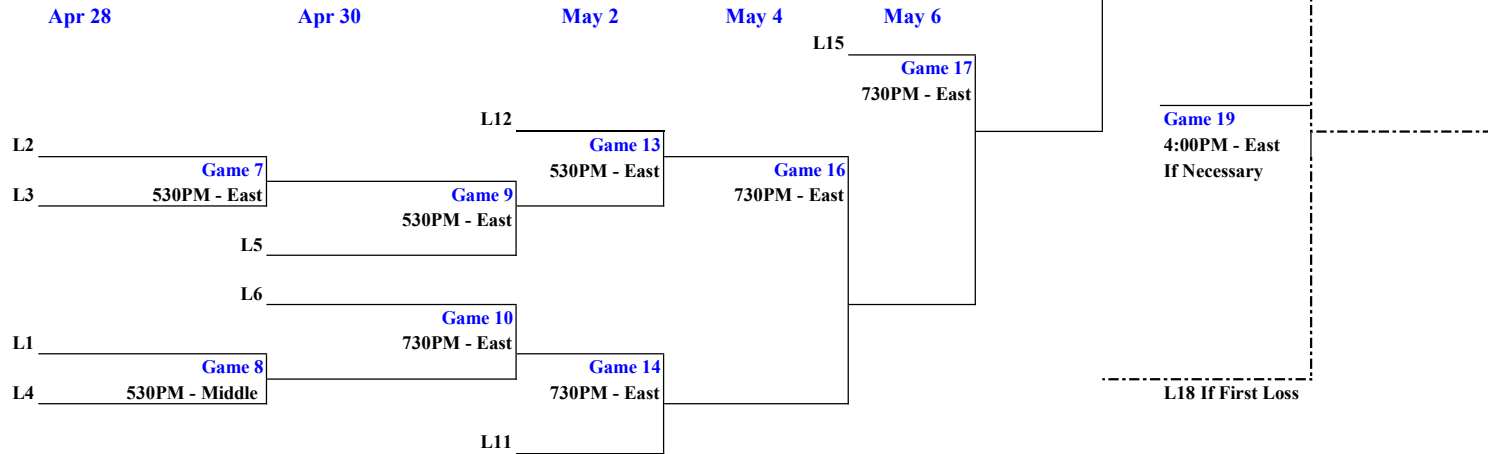 Apr 28 Apr 30 May 2 May 4 May 6
L15
Game 17
730PM - East
L12
Game 19
4:00PM - East
If Necessary
L2
Game 13
530PM - East
Game 7
530PM - East
Game 16
730PM - East
L3
Game 9
530PM - East
L5
L6
Game 10
730PM - East
L1
Game 8
530PM - Middle
Game 14
730PM - East
L4
L18 If First Loss
L11